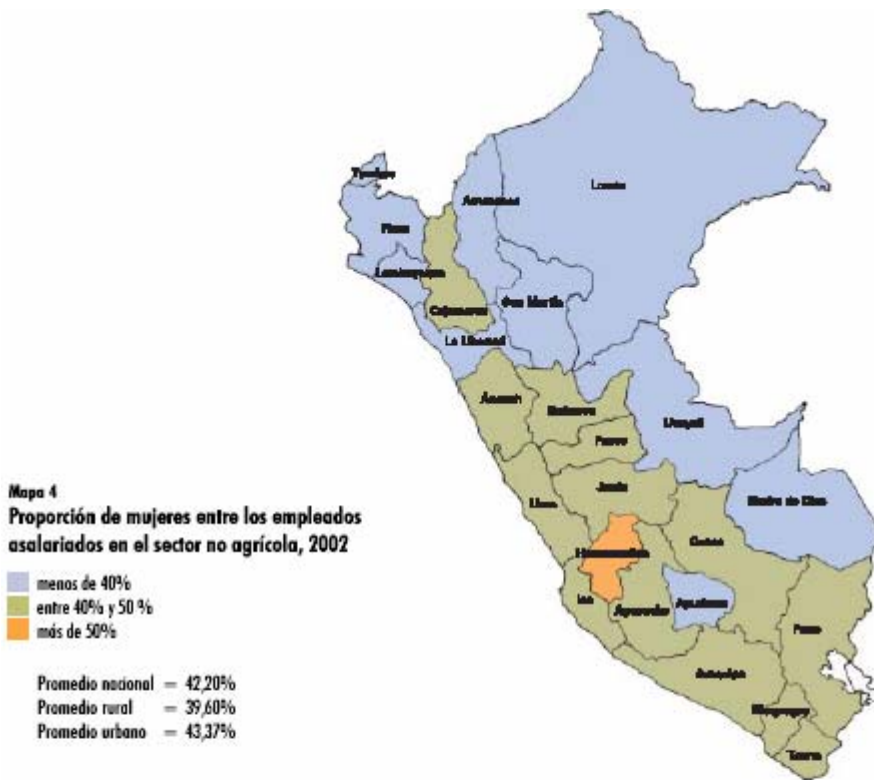 Tumbes
Loreto
Amazonas
Piura
Lambayeque
San Martín
Cajamarca
La Libertad
Áncash
Huánuco
Ucayali
Pasco
Mapa 4
Junín
Proporción de mujeres entre los empleados
Lima
Madre de Dios
asalariados en el sector no agrícola, 2002
Cusco
Huancavelica
menos de 40%
entre 40% y 50 %
Ica
Ayacucho
Apurímac
Puno
más de 50%
Arequipa
Promedio nacional = 42,20%
Moquegua
Promedio rural = 39,60%
Promedio urbano = 43,37%
Tacna